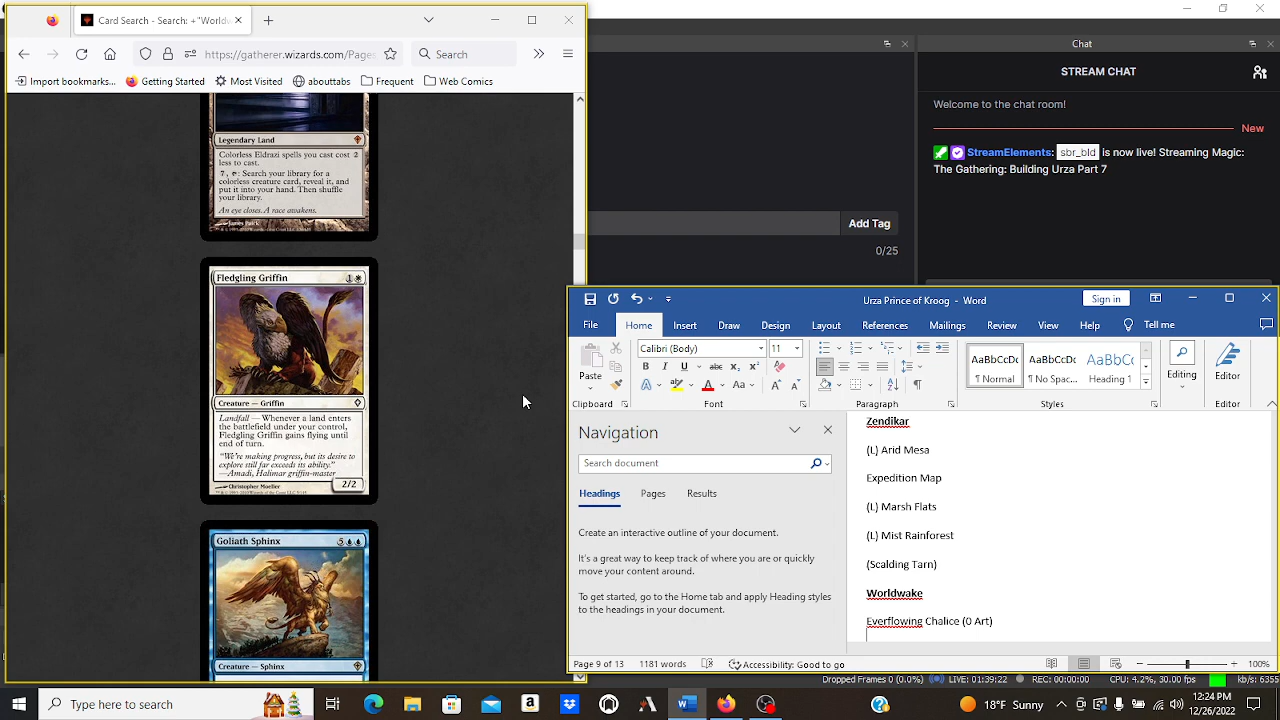 Card Search - Search: +"Worldw
https://gatherer.wizards.com/Pages
Search
Import bookmarks...
Getting Started
Most Visited
abouttabs
Frequent
Web Comics
Legendary Land
Colorless Eldrazi spells you cast cost 2
less to cast.
7, : Search your library for a
colorless creature card, reveal it, and
put it into your hand. Then shuffle
your library.
An eye closes. A race awakens.
Fledgling Griffin 1
Creature — Griffin
Landfall — Whenever a land enters
the battlefield under your control,
Fledgling Griffin gains flying until
end of turn.
"We're making progress, but its desire to
explore still far exceeds its ability."
—Amadi, Halimar griffin-master
Christopher Moeller
2/2
Goliath Sphinx 5
Creature — Sphinx
Chat
STREAM CHAT
Welcome to the chat room!
New
StreamElements: sbr_bld is now live! Streaming Magic:
The Gathering: Building Urza Part 7
Add Tag
0/25
Urza Prince of Kroog - Word
Sign in
File
Home
Insert
Draw
Design
Layout
References
Mailings
Review
View
Help
Tell me
Paste
Calibri (Body)
11
B I U abc x2 x2
A A Aa A A
AaBbCcDc
AaBbCcDc
AaBbCc
¶ Normal
¶ No Spac...
Heading 1
Editing
Editor
Clipboard
Font
Paragraph
Styles
Editor
Navigation
Search document
Headings
Pages
Results
Create an interactive outline of your document.
It's a great way to keep track of where you are or quickly
move your content around.
To get started, go to the Home tab and apply Heading styles
to the headings in your document.
Zendikar
(L) Arid Mesa
Expedition Map
(L) Marsh Flats
(L) Mist Rainforest
(Scalding Tarn)
Worldwake
Everflowing Chalice (0 Art)
Page 9 of 13
1181 words
Accessibility: Good to go
100%
Dropped Frames 0 (0.0%)
LIVE: 01:39:22
REC: 00:00:00
CPU: 4.2%, 30.00 fps
kb/s: 6355
Type here to search
18°F Sunny
12:24 PM
12/26/2022